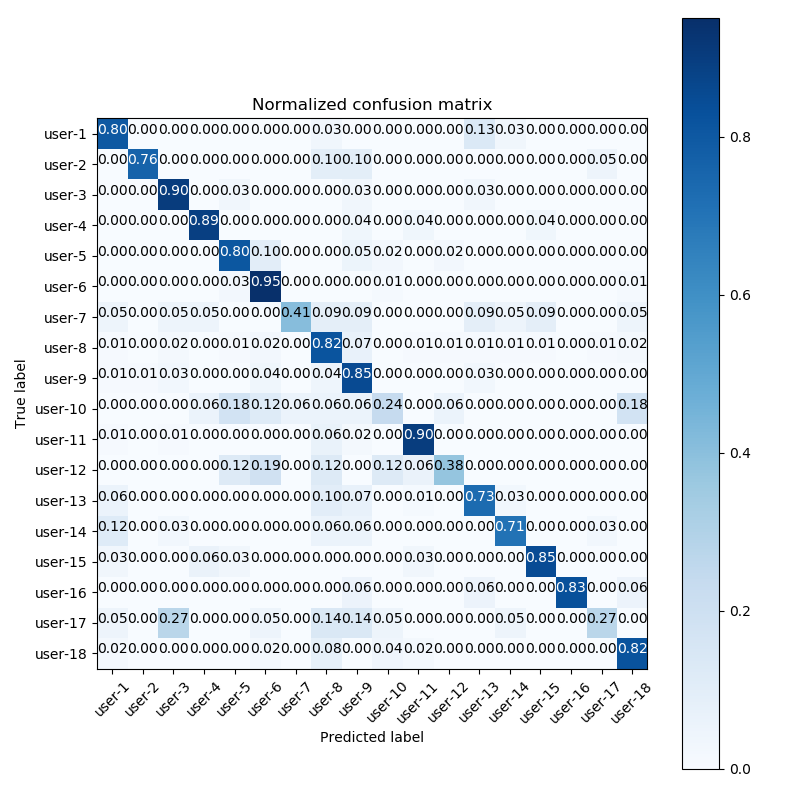 Normalized confusion matrix
user-1 0.80 0.00 0.00 0.00 0.00 0.00 0.00 0.03 0.00 0.00 0.00 0.00 0.13 0.03 0.00 0.00 0.00 0.00
user-2 0.00 0.76 0.00 0.00 0.00 0.00 0.00 0.10 0.10 0.00 0.00 0.00 0.00 0.00 0.00 0.00 0.05 0.00
user-3 0.00 0.00 0.90 0.00 0.03 0.00 0.00 0.00 0.03 0.00 0.00 0.00 0.03 0.00 0.00 0.00 0.00 0.00
user-4 0.00 0.00 0.00 0.89 0.00 0.00 0.00 0.00 0.04 0.00 0.04 0.00 0.00 0.00 0.04 0.00 0.00 0.00
user-5 0.00 0.00 0.00 0.00 0.80 0.10 0.00 0.00 0.05 0.02 0.00 0.02 0.00 0.00 0.00 0.00 0.00 0.00
user-6 0.00 0.00 0.00 0.00 0.03 0.95 0.00 0.00 0.00 0.01 0.00 0.00 0.00 0.00 0.00 0.00 0.00 0.01
user-7 0.05 0.00 0.05 0.05 0.00 0.00 0.41 0.09 0.09 0.00 0.00 0.00 0.09 0.05 0.09 0.00 0.00 0.05
user-8 0.01 0.00 0.02 0.00 0.01 0.02 0.00 0.82 0.07 0.00 0.01 0.01 0.01 0.01 0.01 0.00 0.01 0.02
user-9 0.01 0.01 0.03 0.00 0.00 0.04 0.00 0.04 0.85 0.00 0.00 0.00 0.03 0.00 0.00 0.00 0.00 0.00
user-10 0.00 0.00 0.00 0.06 0.18 0.12 0.06 0.06 0.06 0.24 0.00 0.06 0.00 0.00 0.00 0.00 0.00 0.18
user-11 0.01 0.00 0.01 0.00 0.00 0.00 0.00 0.06 0.02 0.00 0.90 0.00 0.00 0.00 0.00 0.00 0.00 0.00
user-12 0.00 0.00 0.00 0.00 0.12 0.19 0.00 0.12 0.00 0.12 0.06 0.38 0.00 0.00 0.00 0.00 0.00 0.00
user-13 0.06 0.00 0.00 0.00 0.00 0.00 0.00 0.10 0.07 0.00 0.01 0.00 0.73 0.03 0.00 0.00 0.00 0.00
user-14 0.12 0.00 0.03 0.00 0.00 0.00 0.00 0.06 0.06 0.00 0.00 0.00 0.00 0.71 0.00 0.00 0.03 0.00
user-15 0.03 0.00 0.00 0.06 0.03 0.00 0.00 0.00 0.00 0.00 0.03 0.00 0.00 0.00 0.85 0.00 0.00 0.00
user-16 0.00 0.00 0.00 0.00 0.00 0.00 0.00 0.00 0.06 0.00 0.00 0.00 0.06 0.00 0.00 0.83 0.00 0.06
user-17 0.05 0.00 0.27 0.00 0.00 0.05 0.00 0.14 0.14 0.05 0.00 0.00 0.00 0.05 0.00 0.00 0.27 0.00
user-18 0.02 0.00 0.00 0.00 0.00 0.02 0.00 0.08 0.00 0.04 0.02 0.00 0.00 0.00 0.00 0.00 0.00 0.82
user-1 user-2 user-3 user-4 user-5 user-6 user-7 user-8 user-9 user-10 user-11 user-12 user-13 user-14 user-15 user-16 user-17 user-18
Predicted label
True label
0.8
0.6
0.4
0.2
0.0